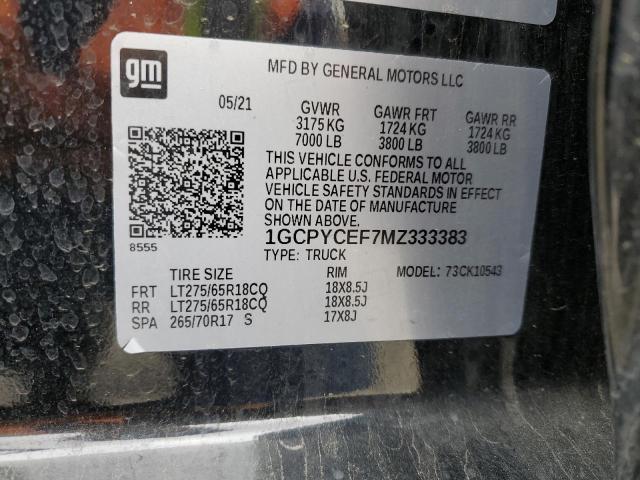 gm
MFD BY GENERAL MOTORS LLC
05/21 GVWR GAWR FRT GAWR RR
3175 KG 1724 KG 1724 KG
7000 LB 3800 LB 3800 LB
THIS VEHICLE CONFORMS TO ALL
APPLICABLE U.S. FEDERAL MOTOR
VEHICLE SAFETY STANDARDS IN EFFECT
ON THE DATE OF MANUFACTURE
SHOWN ABOVE.
8555 1GCPYCEF7MZ333383
TYPE: TRUCK
TIRE SIZE RIM MODEL: 73CK10543
FRT LT275/65R18CQ 18X8.5J
RR LT275/65R18CQ 18X8.5J
SPA 265/70R17 S 17X8J